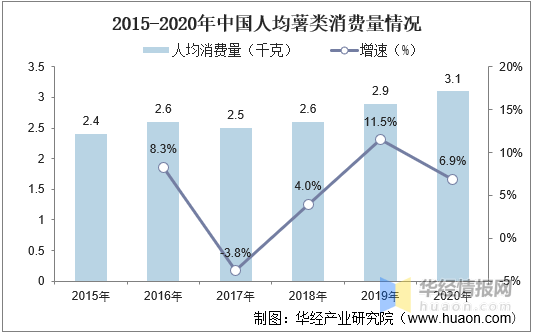 2015-2020年中国人均薯类消费量情况
人均消费量（千克） 增速（%）
3.5 20%
3 15%
2.5 10%
2 5%
1.5 0%
1 -5%
0.5
0
2.4 2.6 2.5 2.6 2.9 3.1
8.3% -3.8% 4.0% 11.5% 6.9%
2015年 2016年 2017年 2018年 2019年 2020年
华经情报网
www.huaon.com
制图：华经产业研究院（www.huaon.com）